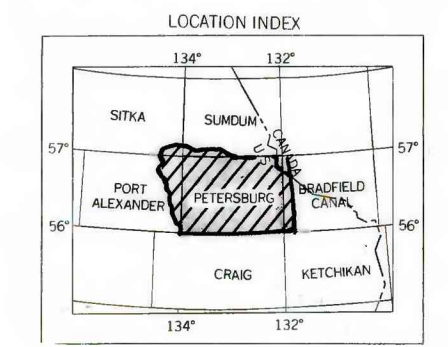 LOCATION INDEX
134° 132°
SITKA SUMDUM
CANADA
U.S.
57° 57°
PORT ALEXANDER PETERSBURG BRADFIELD CANAL
56° 56°
CRAIG KETCHIKAN
134° 132°